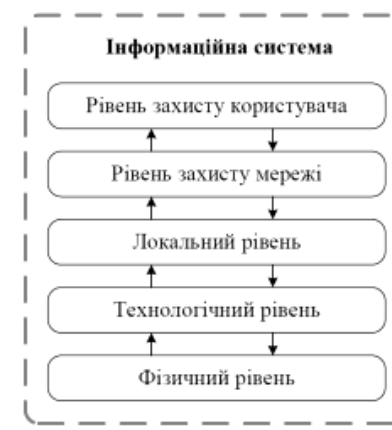 Інформаційна система
Рівень захисту користувача
Рівень захисту мережі
Локальний рівень
Технологічний рівень
Фізичний рівень